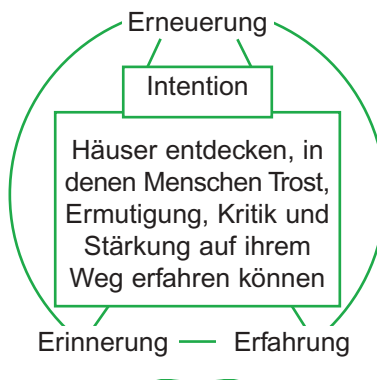 Erneuerung
Intention
Häuser entdecken, in
denen Menschen Trost,
Ermutigung, Kritik und
Stärkung auf ihrem
Weg erfahren können
Erinnerung — Erfahrung